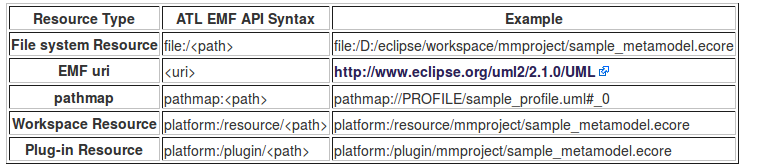 Resource Type ATL EMF API Syntax Example
File system Resource file:/<path> file:/D:/eclipse/workspace/mmproject/sample_metamodel.ecore
EMF uri <uri> http://www.eclipse.org/uml2/2.1.0/UML
pathmap pathmap:<path> pathmap://PROFILE/sample_profile.uml#_0
Workspace Resource platform:/resource/<path> platform:/resource/mmproject/sample_metamodel.ecore
Plug-in Resource platform:/plugin/<path> platform:/plugin/mmproject/sample_metamodel.ecore